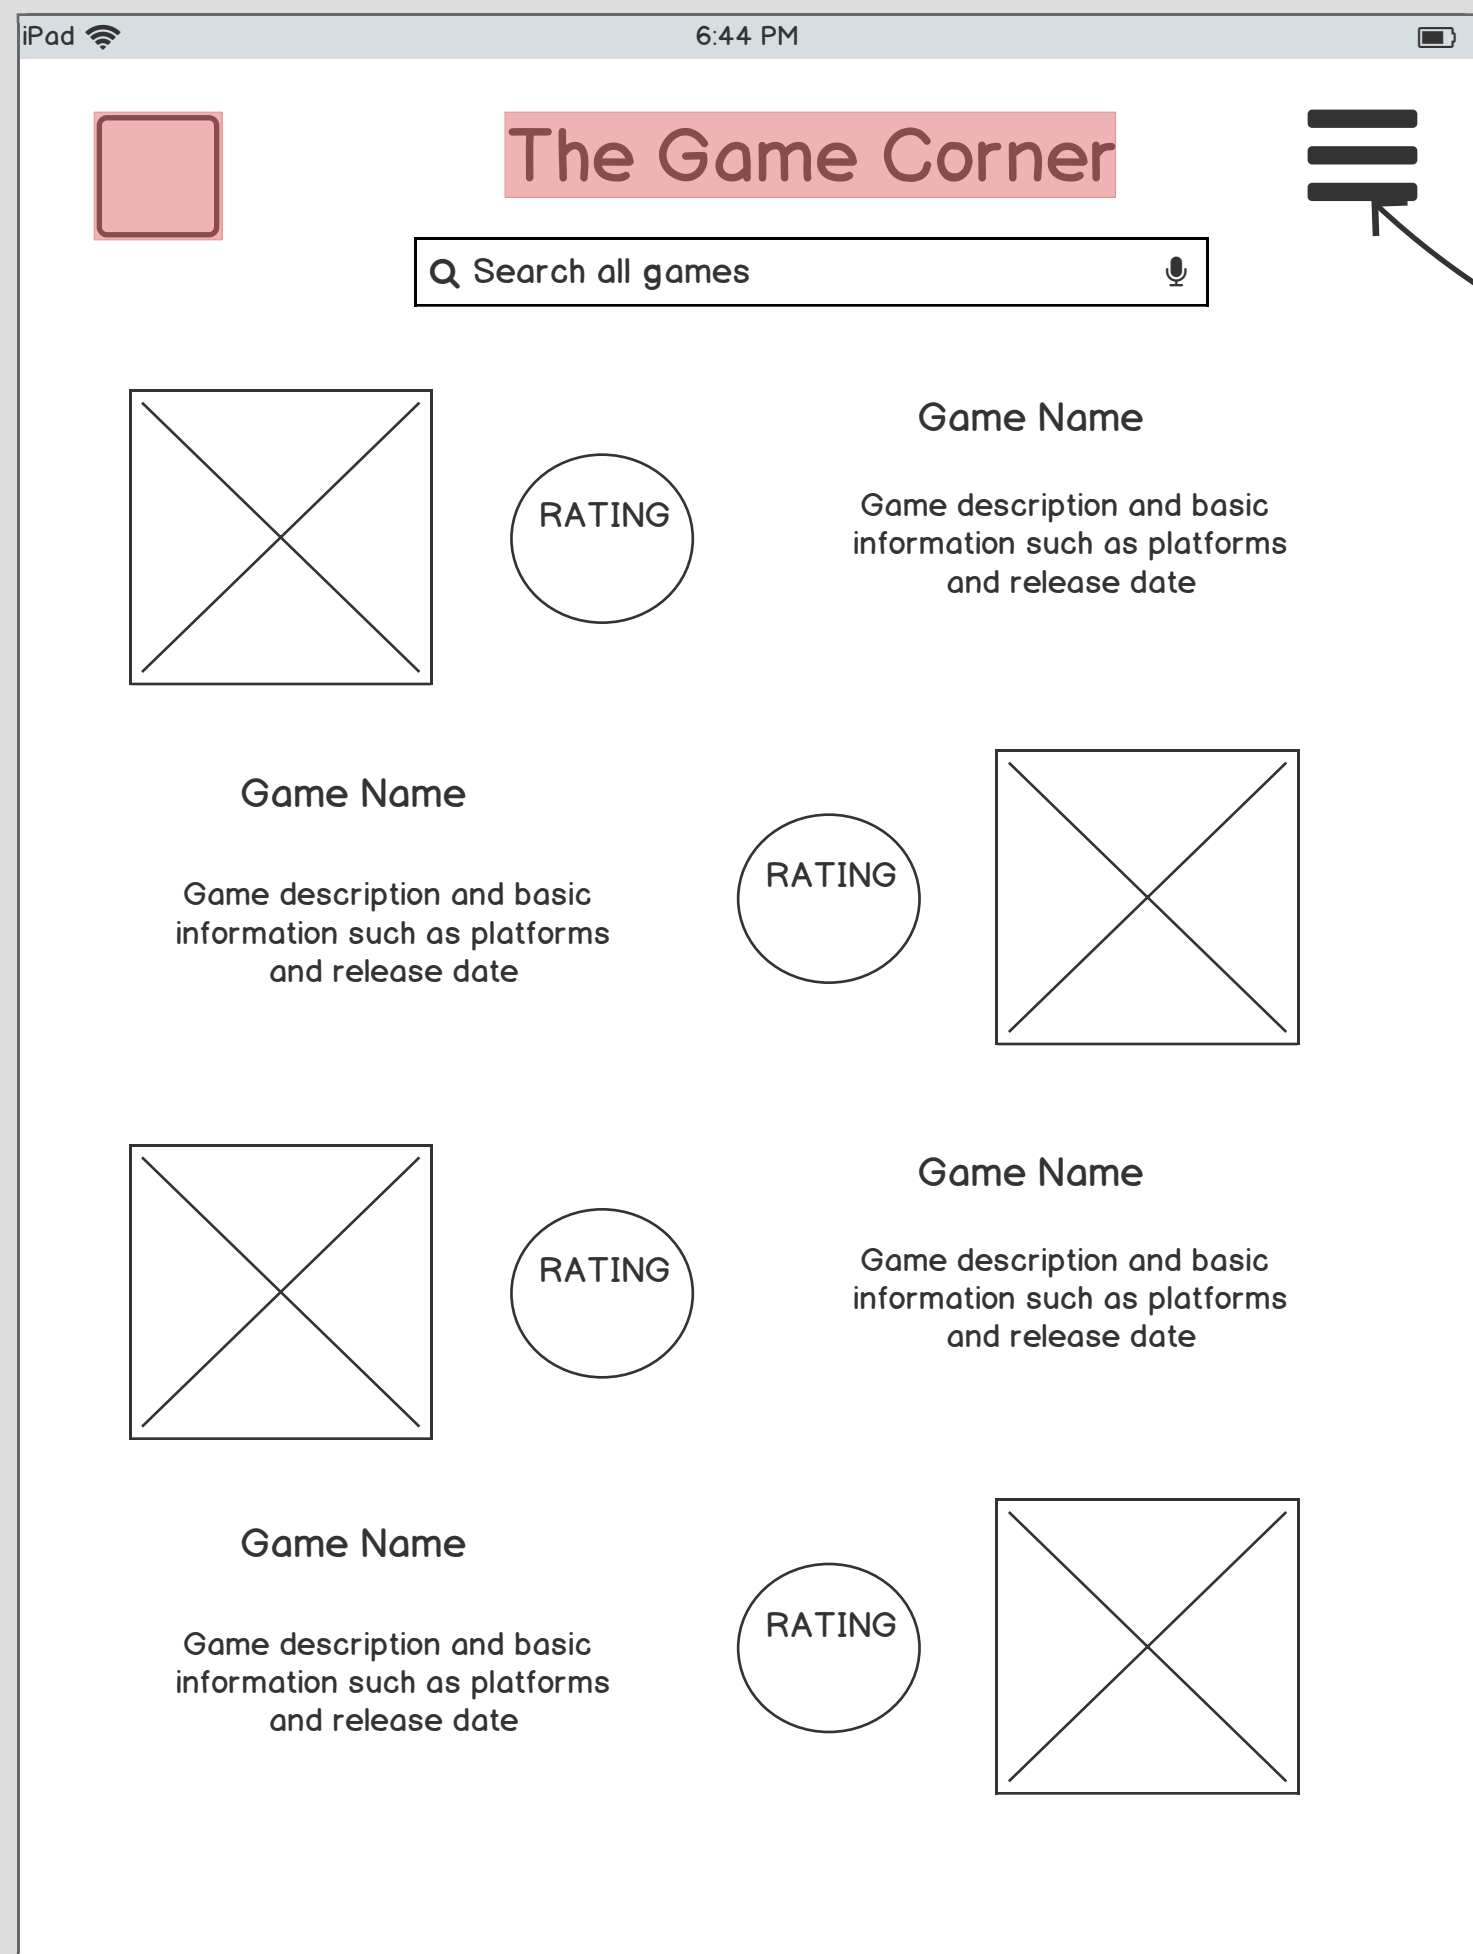 iPad
6:44 PM
The Game Corner
Search all games
RATING
Game Name
Game description and basic
information such as platforms
and release date
Game Name
Game description and basic
information such as platforms
and release date
RATING
RATING
Game Name
Game description and basic
information such as platforms
and release date
Game Name
Game description and basic
information such as platforms
and release date
RATING